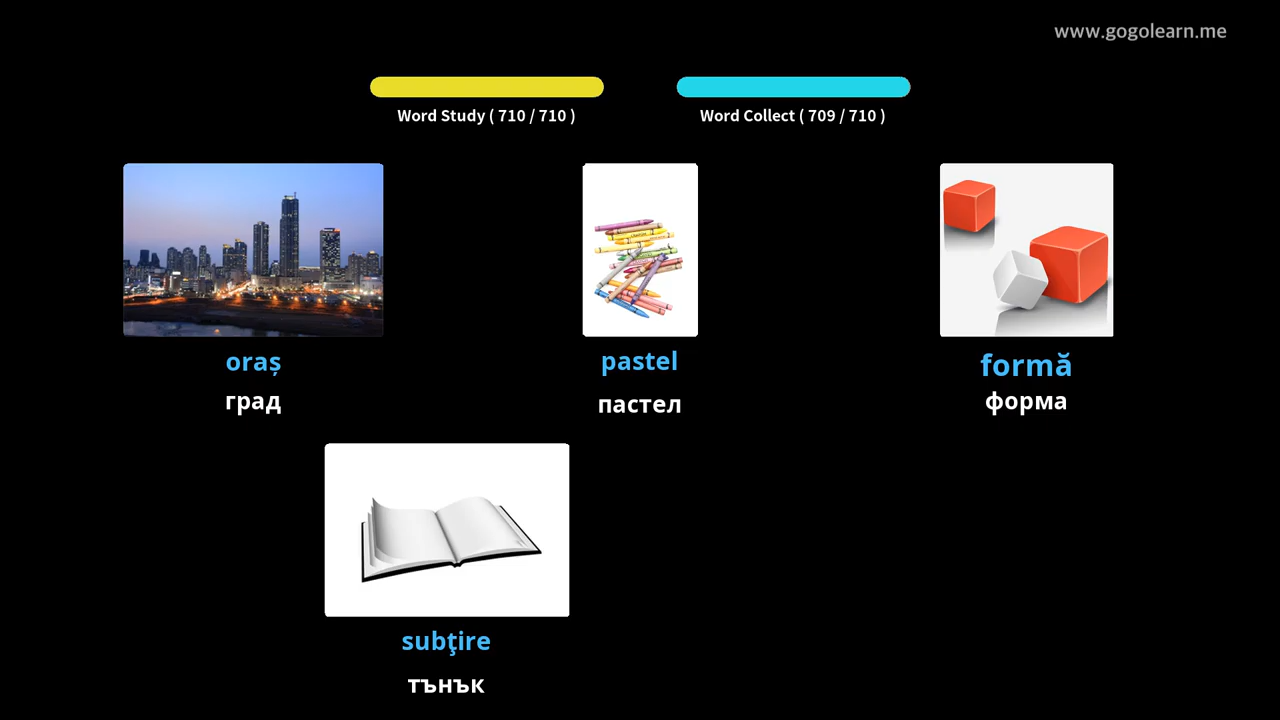 www.gogolearn.me
Word Study ( 710 / 710 )
Word Collect ( 709 / 710 )
oraș
pastel
formă
град
пастел
форма
subţire
тънък